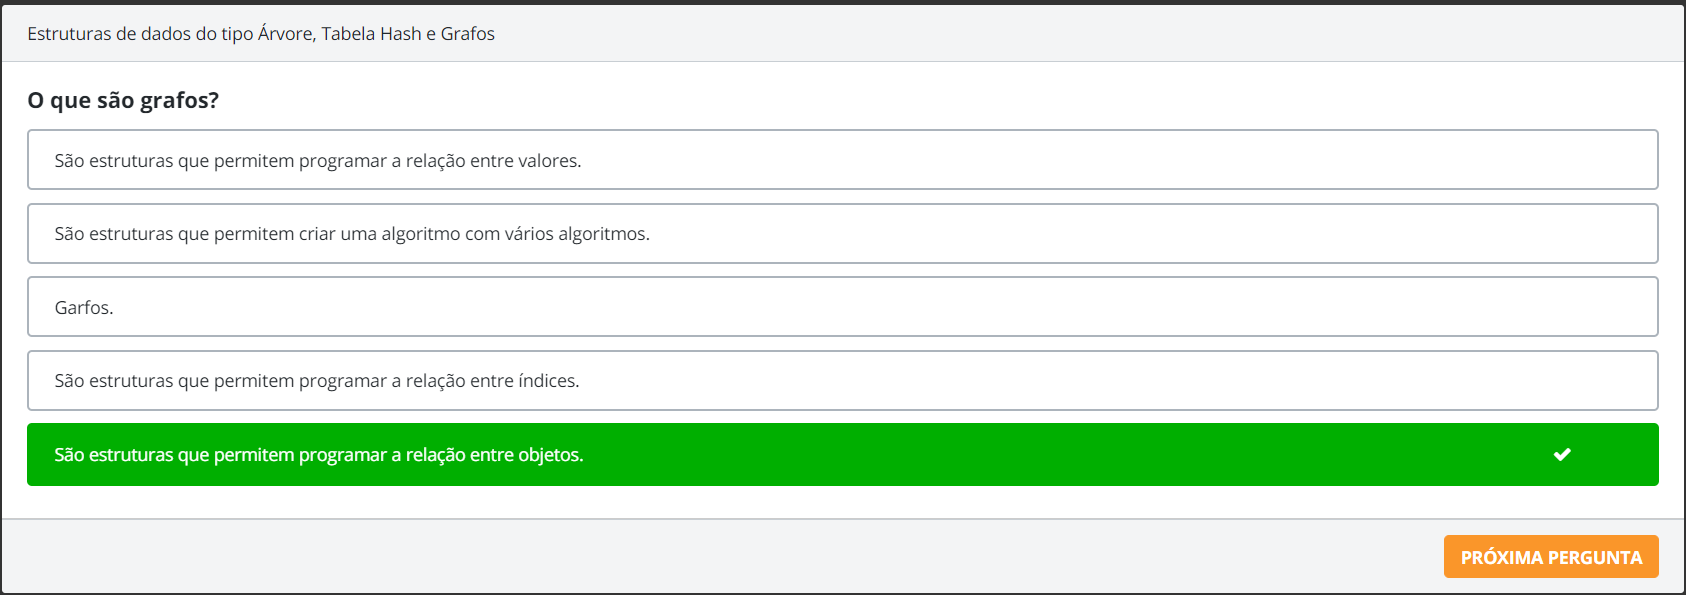 Estruturas de dados do tipo Árvore, Tabela Hash e Grafos
O que são grafos?
São estruturas que permitem programar a relação entre valores.
São estruturas que permitem criar uma algoritmo com vários algoritmos.
Garfos.
São estruturas que permitem programar a relação entre índices.
São estruturas que permitem programar a relação entre objetos.
PRÓXIMA PERGUNTA